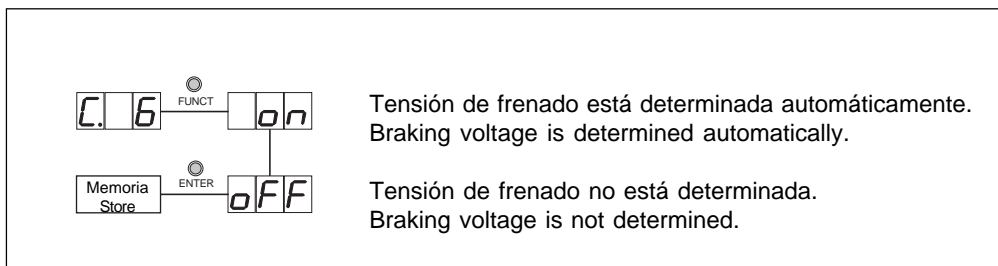 C. 6 FUNCT on
Tensión de frenado está determinada automáticamente.
Braking voltage is determined automatically.
Memoria
Store
ENTER oFF
Tensión de frenado no está determinada.
Braking voltage is not determined.